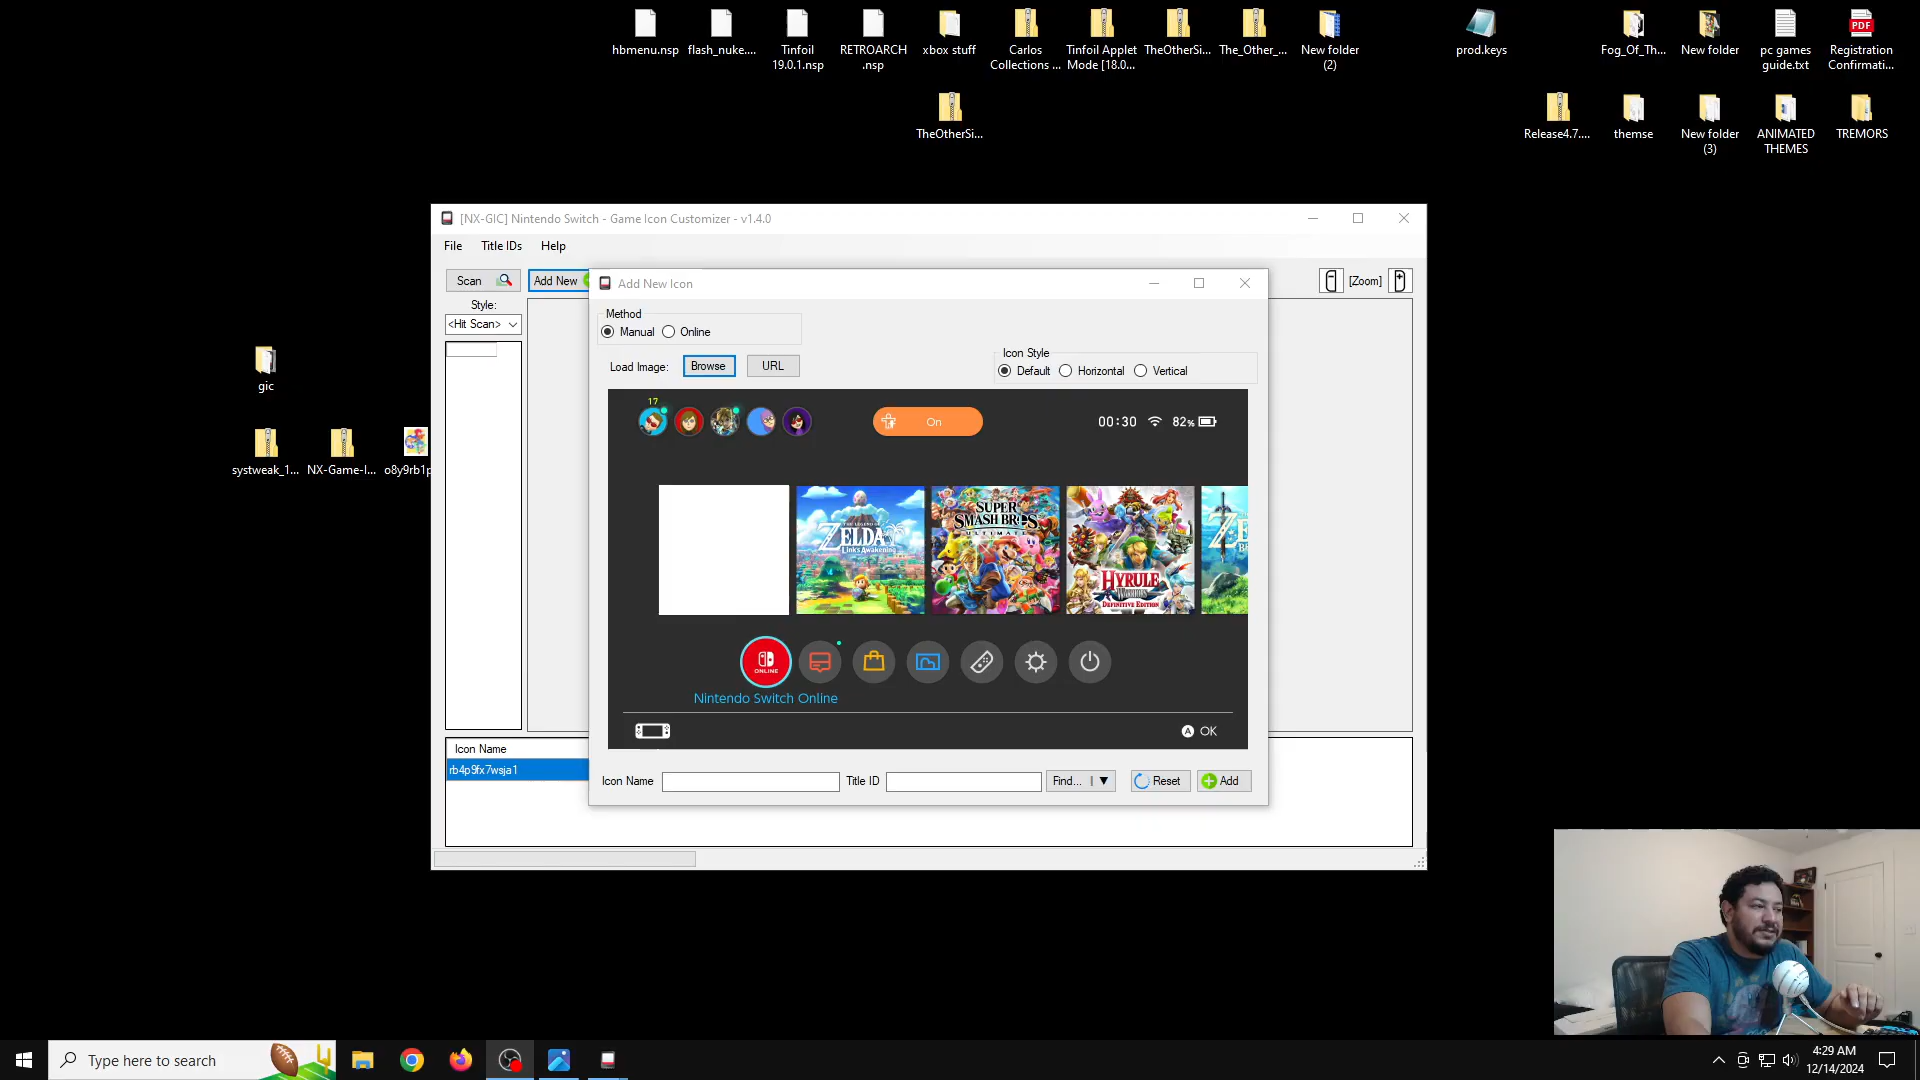 hbmenu.nsp
flash_nuke....
Tinfoil
19.0.1.nsp
RETROARCH
.nsp
xbox stuff
Carlos
Collections ...
Tinfoil Applet
Mode [18.0...
TheOtherSi...
The_Other_...
New folder
(2)
prod.keys
Fog_Of_Th...
New folder
pc games
guide.txt
PDF
Registration
Confirmati...
TheOtherSi...
Release4.7....
themse
New folder
(3)
ANIMATED
THEMES
TREMORS
[NX-GIC] Nintendo Switch - Game Icon Customizer - v1.4.0
File Title IDs Help
Scan
Add New
[Zoom]
Style:
<Hit Scan>
Add New Icon
Method
Manual Online
Load Image: Browse URL
Icon Style
Default Horizontal Vertical
17
On
00:30 82%
THE LEGEND OF
ZELDA
Link's Awakening
SUPER
SMASH BROS.
ULTIMATE
HYRULE
WARRIORS
DEFINITIVE EDITION
ONLINE
Nintendo Switch Online
A OK
Icon Name
Title ID
Find...
Reset
Add
Icon Name
rb4p9fx7wsja1
gic
systweak_1...
NX-Game-I...
o8y9rb1p
Type here to search
4:29 AM
12/14/2024